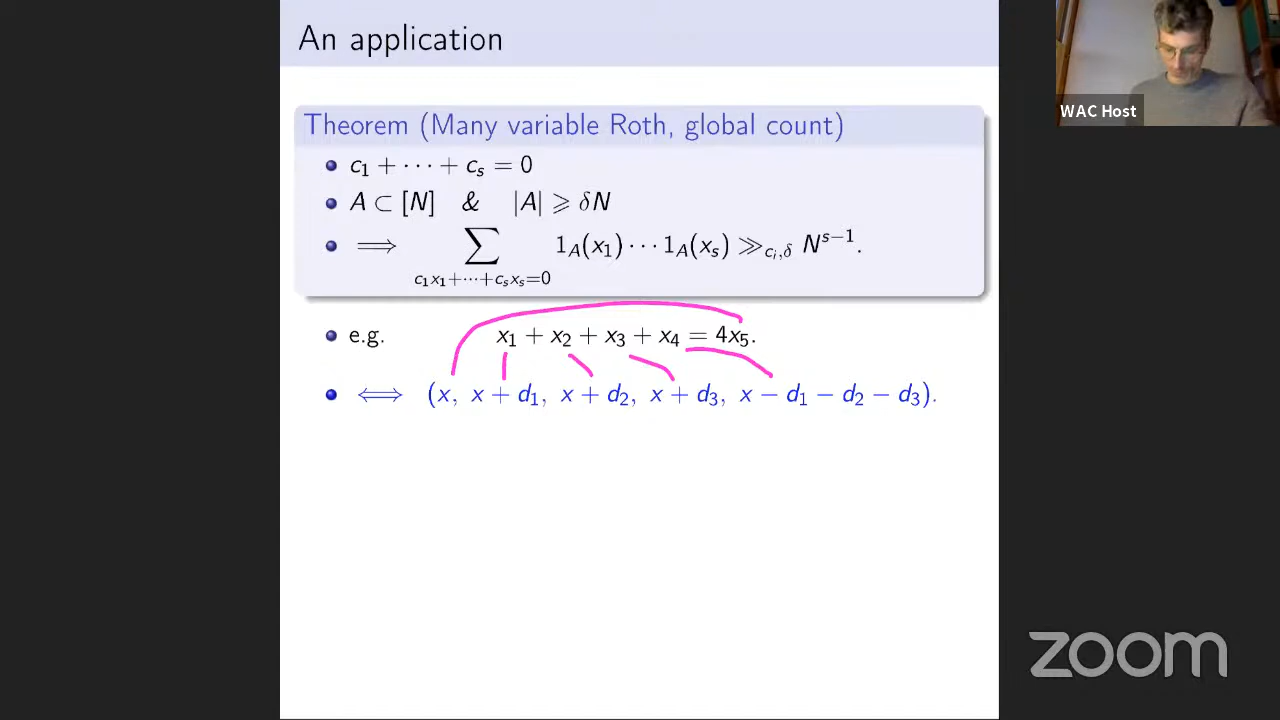 An application
WAC Host
Theorem (Many variable Roth, global count)
c₁ + ⋯ + cₛ = 0
A ⊂ [N] & |A| ⩾ δN
⟹ ∑_{c₁x₁+⋯+cₛxₛ=0} 1_A(x₁) ⋯ 1_A(xₛ) ≫_{cᵢ,δ} N^{s−1}.
e.g. x₁ + x₂ + x₃ + x₄ = 4x₅.
⟺ (x, x + d₁, x + d₂, x + d₃, x − d₁ − d₂ − d₃).
zoom